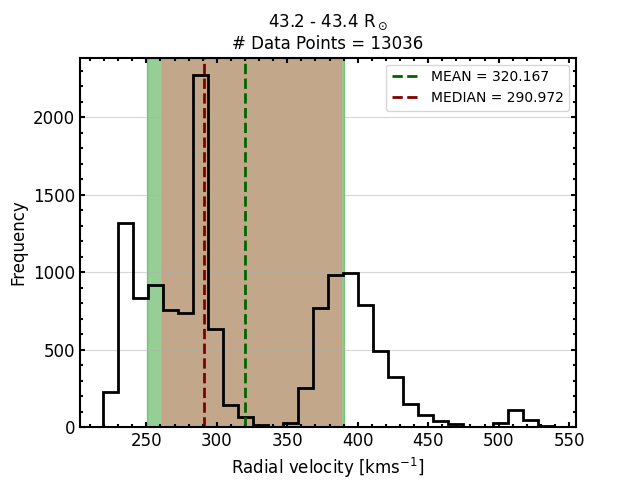 43.2 - 43.4 R⊙
# Data Points = 13036
MEAN = 320.167
MEDIAN = 290.972
Frequency
2000
1500
1000
500
0
250 300 350 400 450 500 550
Radial velocity [kms⁻¹]